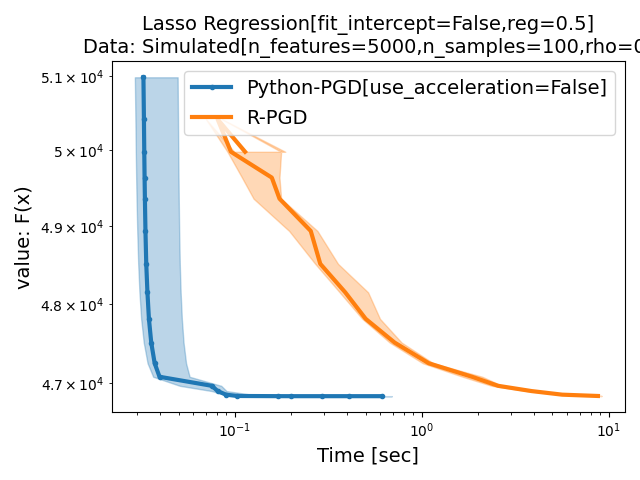 Lasso Regression[fit_intercept=False,reg=0.5]
Data: Simulated[n_features=5000,n_samples=100,rho=0
Python-PGD[use_acceleration=False]
R-PGD
value: F(x)
5.1 × 10⁴
5 × 10⁴
4.9 × 10⁴
4.8 × 10⁴
4.7 × 10⁴
10⁻¹ 10⁰ 10¹
Time [sec]